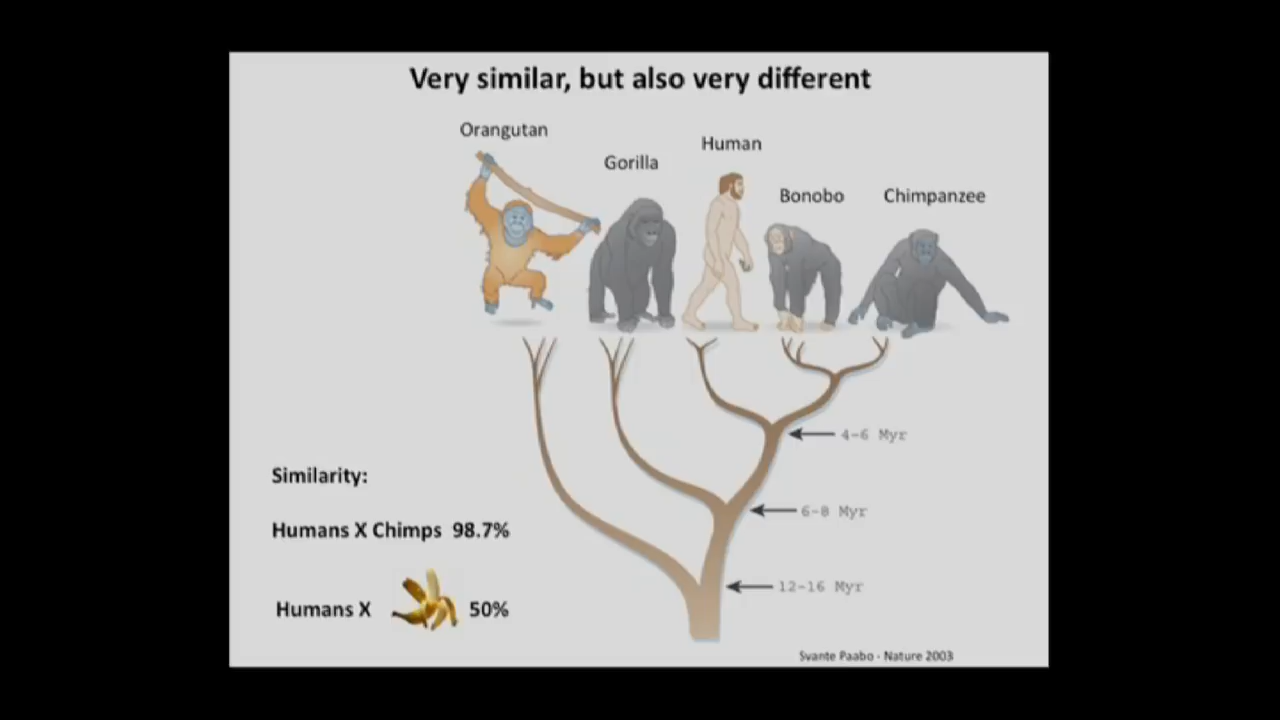 Very similar, but also very different
Orangutan
Gorilla
Human
Bonobo
Chimpanzee
4-6 Myr
6-8 Myr
12-16 Myr
Similarity:
Humans X Chimps 98.7%
Humans X 50%
Svante Paabo - Nature 2003